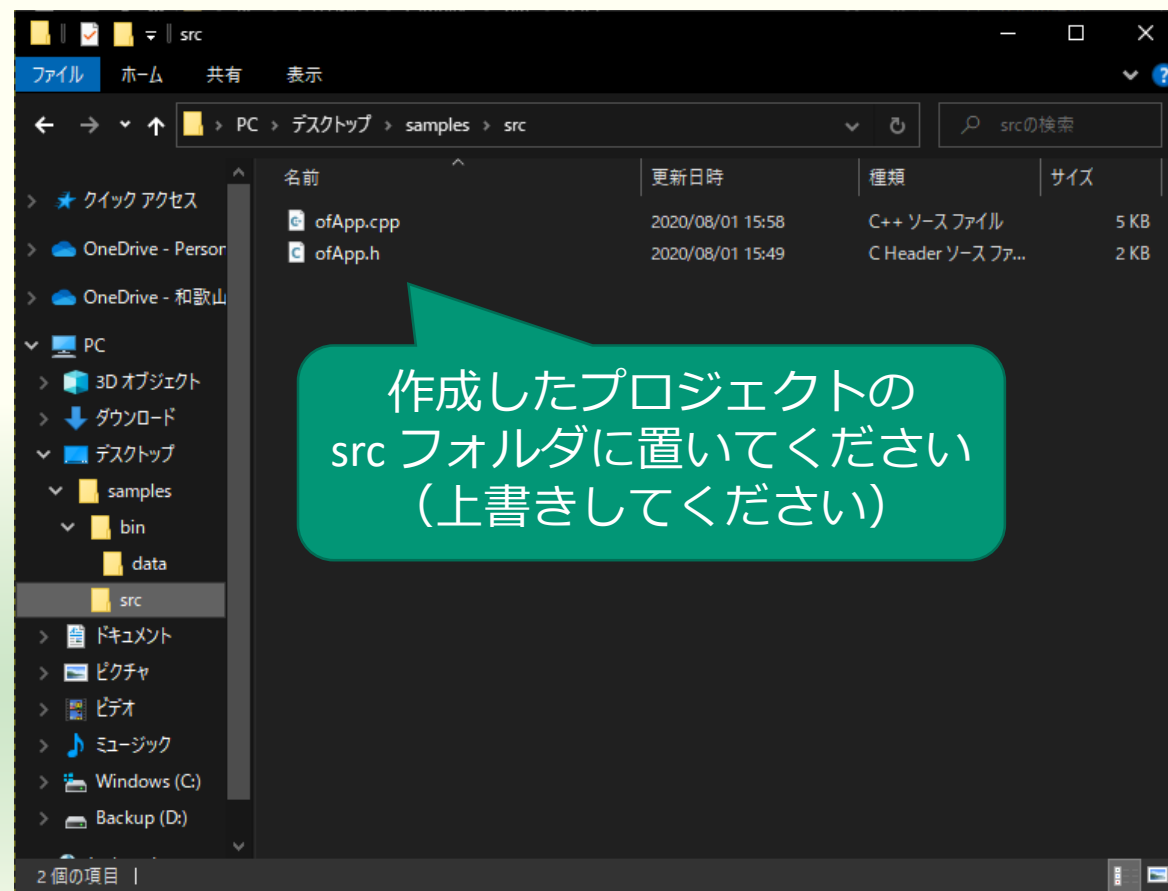 src
ファイル ホーム 共有 表示
PC > デスクトップ > samples > src
srcの検索
名前 更新日時 種類 サイズ
ofApp.cpp 2020/08/01 15:58 C++ ソース ファイル 5 KB
ofApp.h 2020/08/01 15:49 C Header ソース ファ... 2 KB
クイック アクセス
OneDrive - Person
OneDrive - 和歌山
PC
3D オブジェクト
ダウンロード
デスクトップ
samples
bin
data
src
ドキュメント
ピクチャ
ビデオ
ミュージック
Windows (C:)
Backup (D:)
作成したプロジェクトの
src フォルダに置いてください
（上書きしてください）
2 個の項目